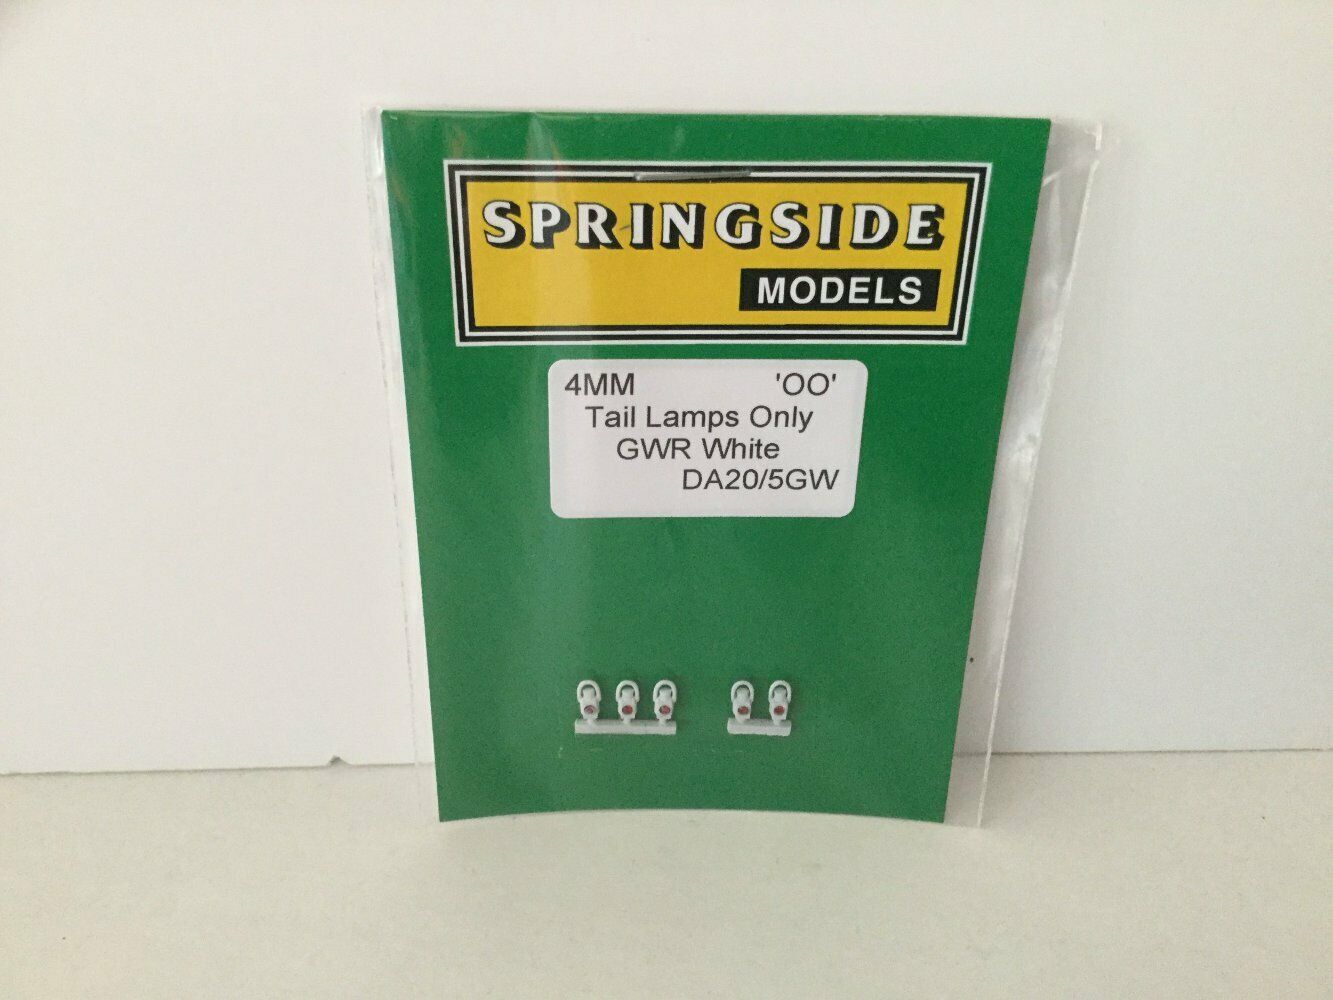 SPRINGSIDE
MODELS
4MM 'OO'
Tail Lamps Only
GWR White
DA20/5GW